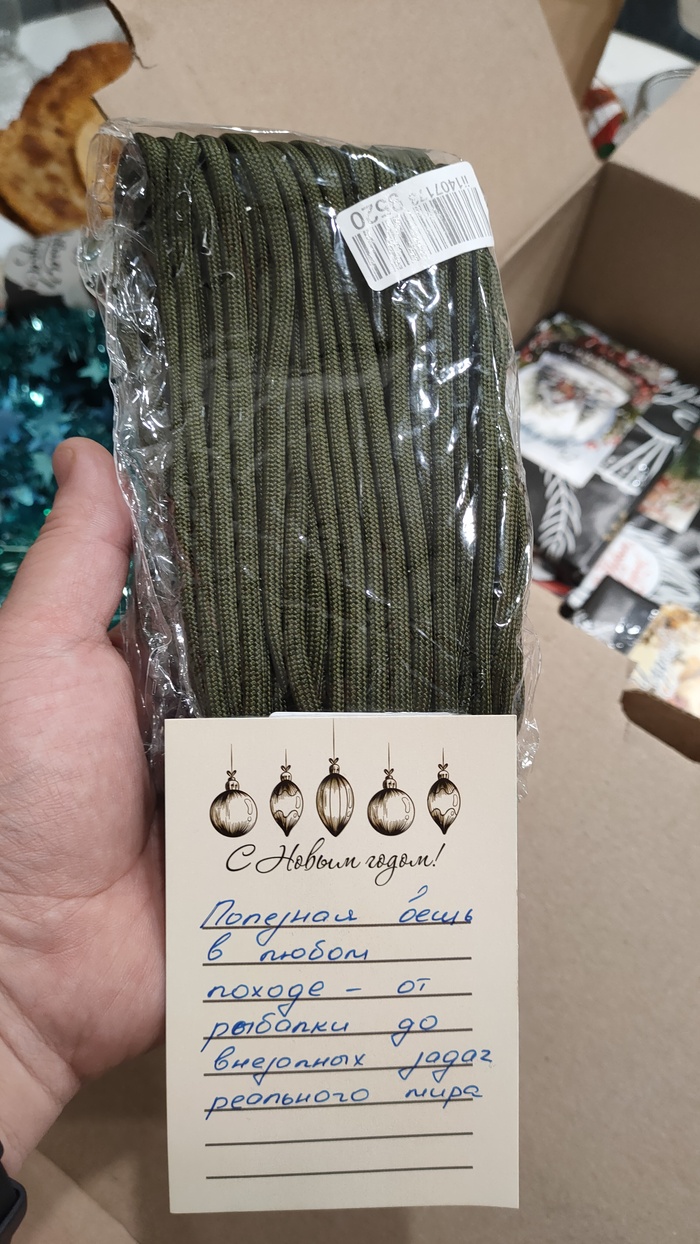 С Новым годом!
Полезная вещь
в любом
походе - от
рыбалки до
внезапных задач
реального мира